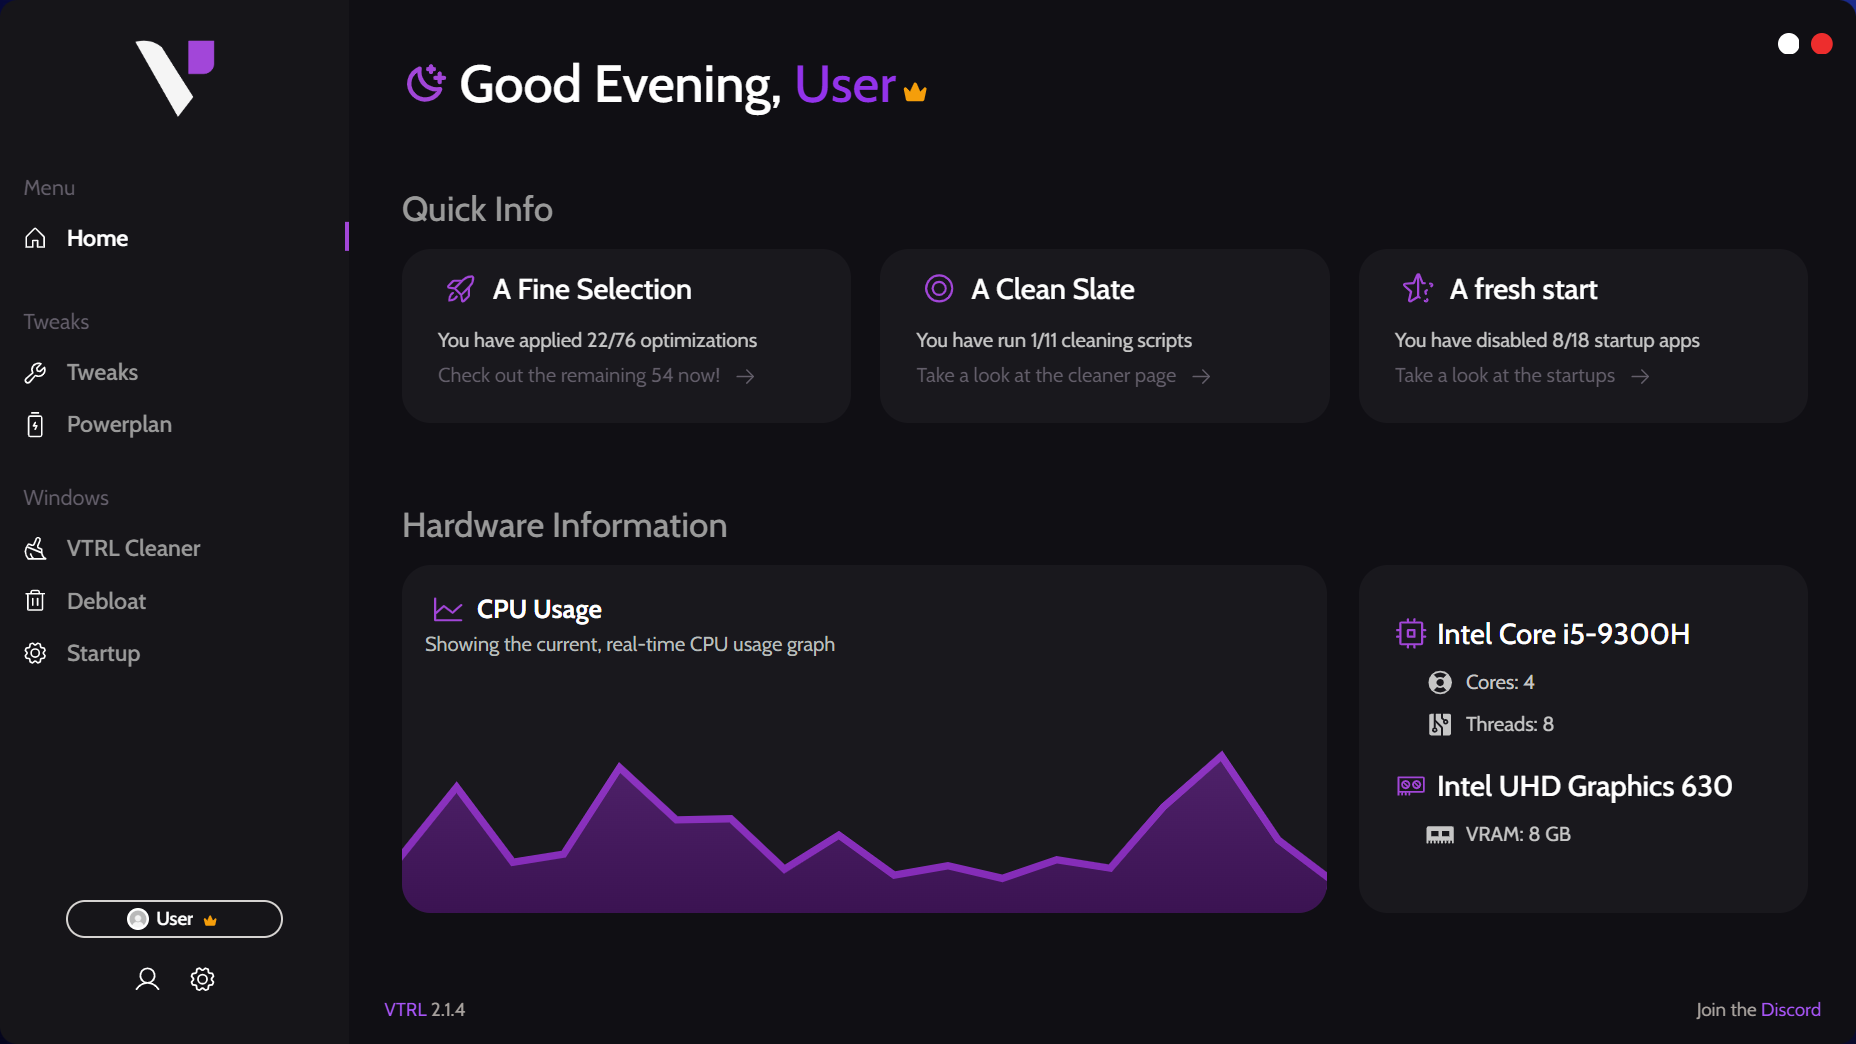 Menu
Home
Tweaks
Tweaks
Powerplan
Windows
VTRL Cleaner
Debloat
Startup
User
Good Evening, User
Quick Info
A Fine Selection
You have applied 22/76 optimizations
Check out the remaining 54 now!
A Clean Slate
You have run 1/11 cleaning scripts
Take a look at the cleaner page
A fresh start
You have disabled 8/18 startup apps
Take a look at the startups
Hardware Information
CPU Usage
Showing the current, real-time CPU usage graph
Intel Core i5-9300H
Cores: 4
Threads: 8
Intel UHD Graphics 630
VRAM: 8 GB
VTRL 2.1.4
Join the Discord